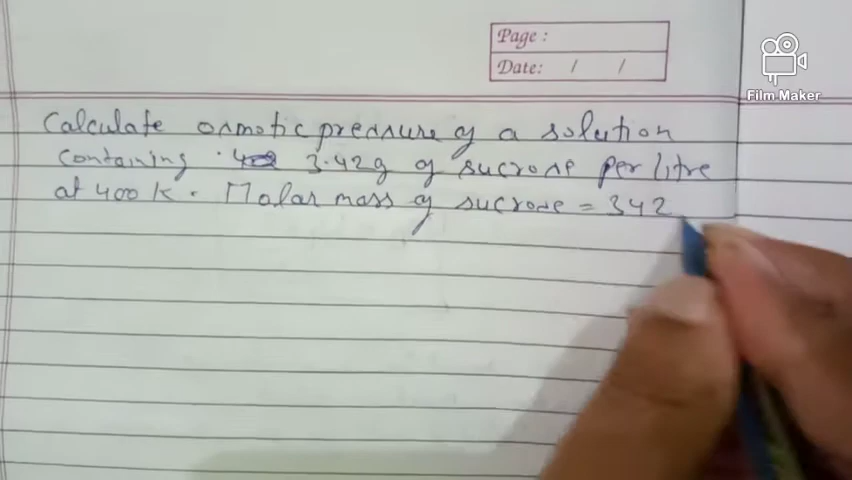 Page :
Date: / /
Film Maker
Calculate osmotic pressure of a solution
containing 3.42g of sucrose per litre
at 400 K. Molar mass of sucrose = 342